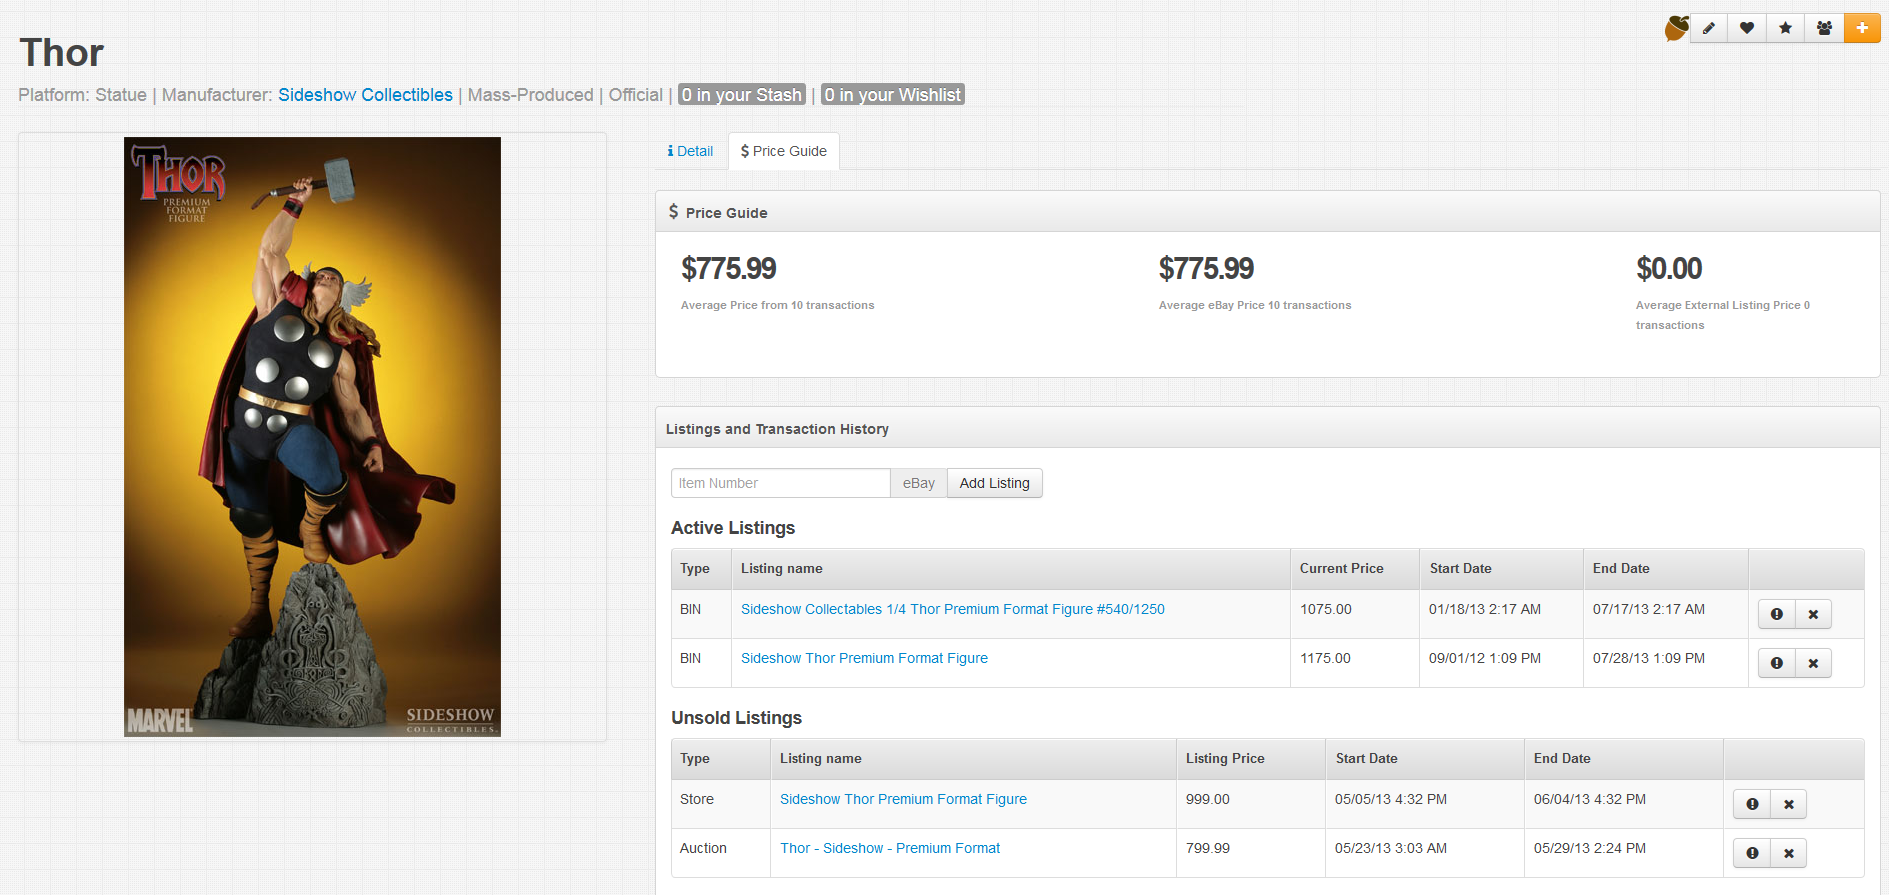 Thor
Platform: Statue | Manufacturer: Sideshow Collectibles | Mass-Produced | Official | 0 in your Stash | 0 in your Wishlist
THOR
PREMIUM
FORMAT
FIGURE
MARVEL
SIDESHOW
COLLECTIBLES
Detail
$ Price Guide
$ Price Guide
$775.99
Average Price from 10 transactions
$775.99
Average eBay Price 10 transactions
$0.00
Average External Listing Price 0
transactions
Listings and Transaction History
Item Number eBay Add Listing
Active Listings
Type Listing name Current Price Start Date End Date
BIN Sideshow Collectables 1/4 Thor Premium Format Figure #540/1250 1075.00 01/18/13 2:17 AM 07/17/13 2:17 AM
BIN Sideshow Thor Premium Format Figure 1175.00 09/01/12 1:09 PM 07/28/13 1:09 PM
Unsold Listings
Type Listing name Listing Price Start Date End Date
Store Sideshow Thor Premium Format Figure 999.00 05/05/13 4:32 PM 06/04/13 4:32 PM
Auction Thor - Sideshow - Premium Format 799.99 05/23/13 3:03 AM 05/29/13 2:24 PM